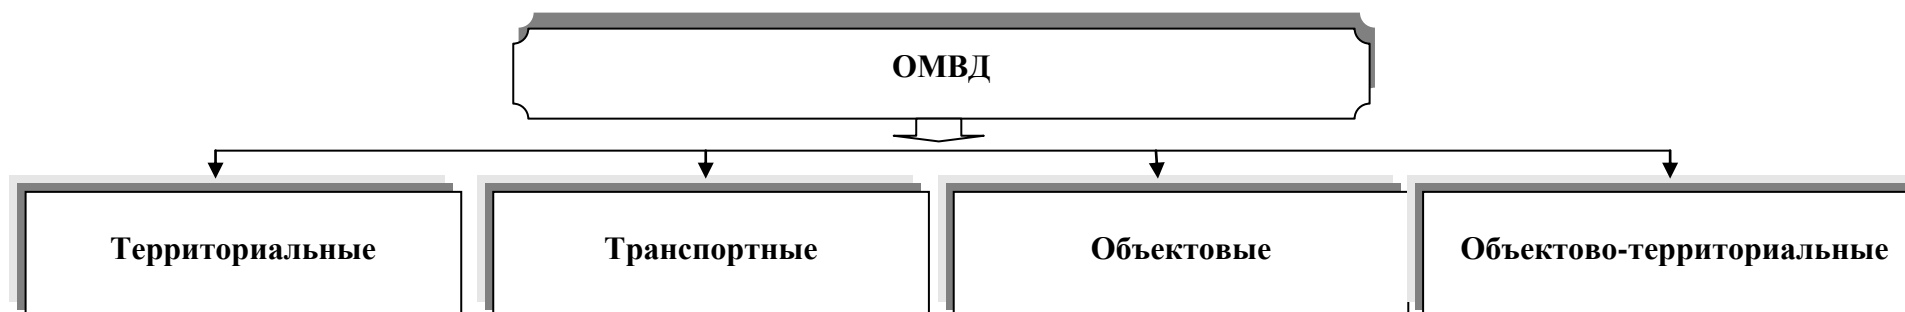 ОМВД
Территориальные
Транспортные
Объектовые
Объектово-территориальные